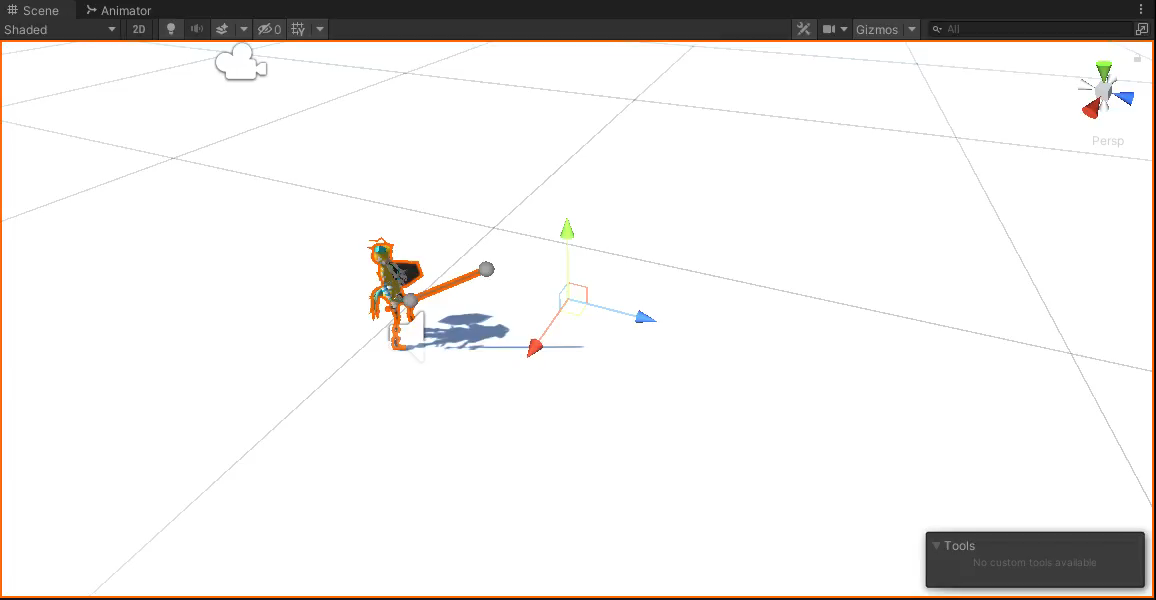 Scene Animator
Shaded 2D 0 Gizmos All
Persp
Tools
No custom tools available